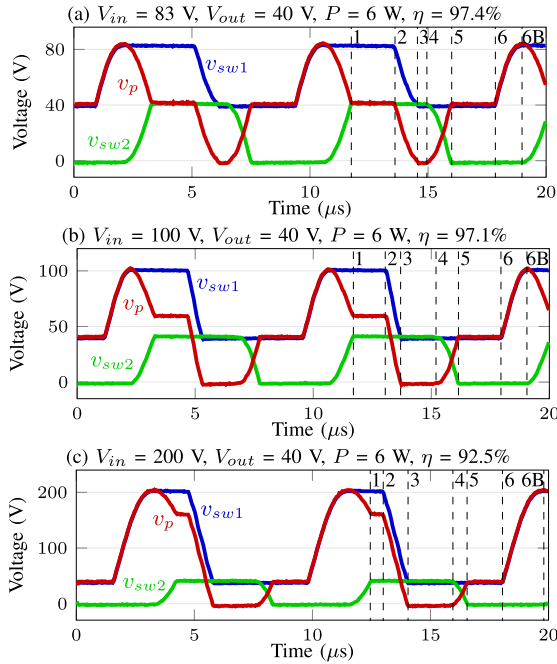 (a) V_in = 83 V, V_out = 40 V, P = 6 W, η = 97.4%
1 2 3 4 5 6 6B
80
40
0
v_sw1
v_p
v_sw2
Voltage (V)
0 5 10 15 20
Time (μs)
(b) V_in = 100 V, V_out = 40 V, P = 6 W, η = 97.1%
1 2 3 4 5 6 6B
100
50
0
v_sw1
v_p
v_sw2
Voltage (V)
0 5 10 15 20
Time (μs)
(c) V_in = 200 V, V_out = 40 V, P = 6 W, η = 92.5%
1 2 3 4 5 6 6B
200
100
0
v_sw1
v_p
v_sw2
Voltage (V)
0 5 10 15 20
Time (μs)